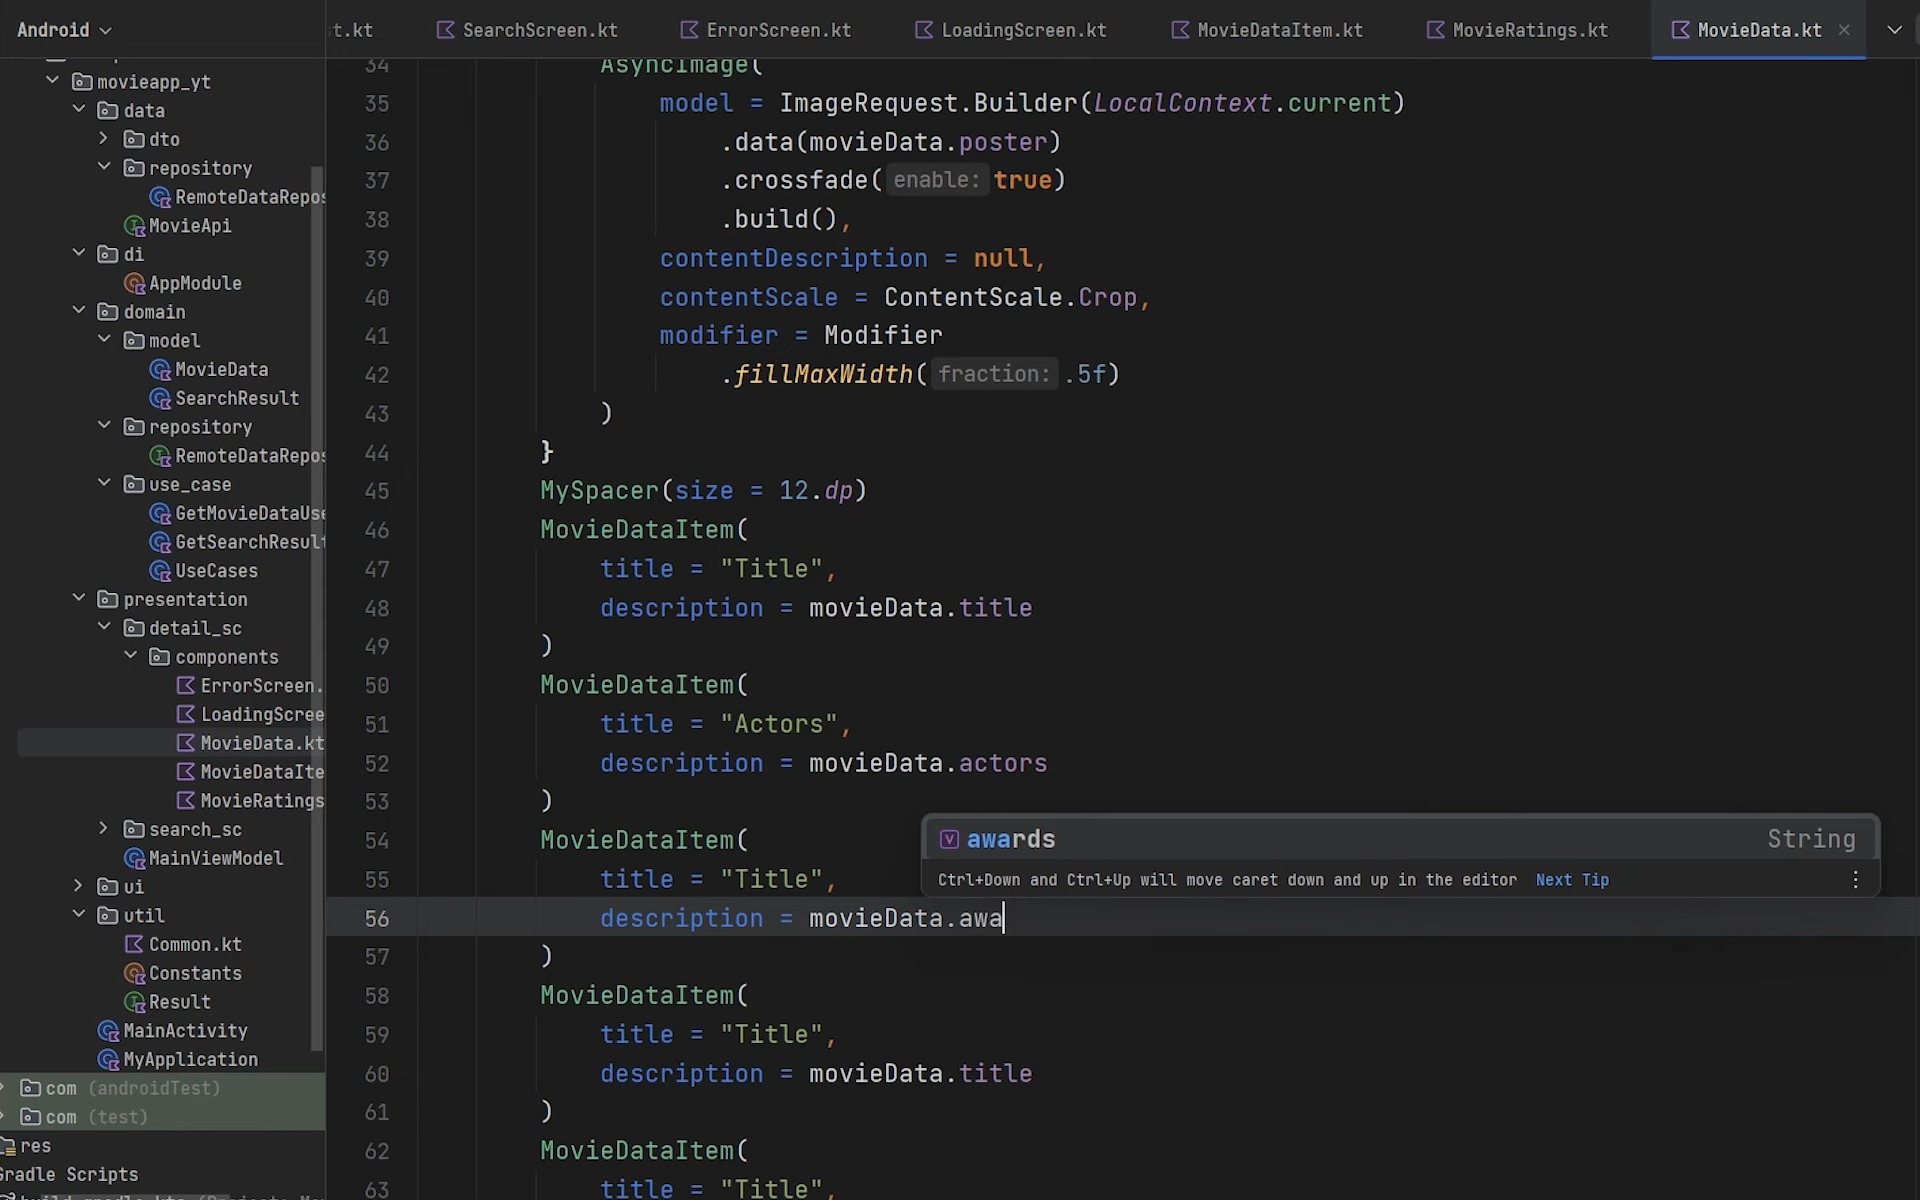 Android
t.kt
SearchScreen.kt
ErrorScreen.kt
LoadingScreen.kt
MovieDataItem.kt
MovieRatings.kt
MovieData.kt
movieapp_yt
data
dto
repository
RemoteDataRepos
MovieApi
di
AppModule
domain
model
MovieData
SearchResult
repository
RemoteDataRepos
use_case
GetMovieDataUse
GetSearchResult
UseCases
presentation
detail_sc
components
ErrorScreen.
LoadingScree
MovieData.kt
MovieDataIte
MovieRatings
search_sc
MainViewModel
ui
util
Common.kt
Constants
Result
MainActivity
MyApplication
com (androidTest)
com (test)
res
Gradle Scripts
34 AsyncImage(
35 model = ImageRequest.Builder(LocalContext.current)
36 .data(movieData.poster)
37 .crossfade( enable: true)
38 .build(),
39 contentDescription = null,
40 contentScale = ContentScale.Crop,
41 modifier = Modifier
42 .fillMaxWidth( fraction: .5f)
43 )
44 }
45 MySpacer(size = 12.dp)
46 MovieDataItem(
47 title = "Title",
48 description = movieData.title
49 )
50 MovieDataItem(
51 title = "Actors",
52 description = movieData.actors
53 )
54 MovieDataItem(
55 title = "Title",
56 description = movieData.awa
57 )
58 MovieDataItem(
59 title = "Title",
60 description = movieData.title
61 )
62 MovieDataItem(
63 title = "Title",
awards String
Ctrl+Down and Ctrl+Up will move caret down and up in the editor Next Tip